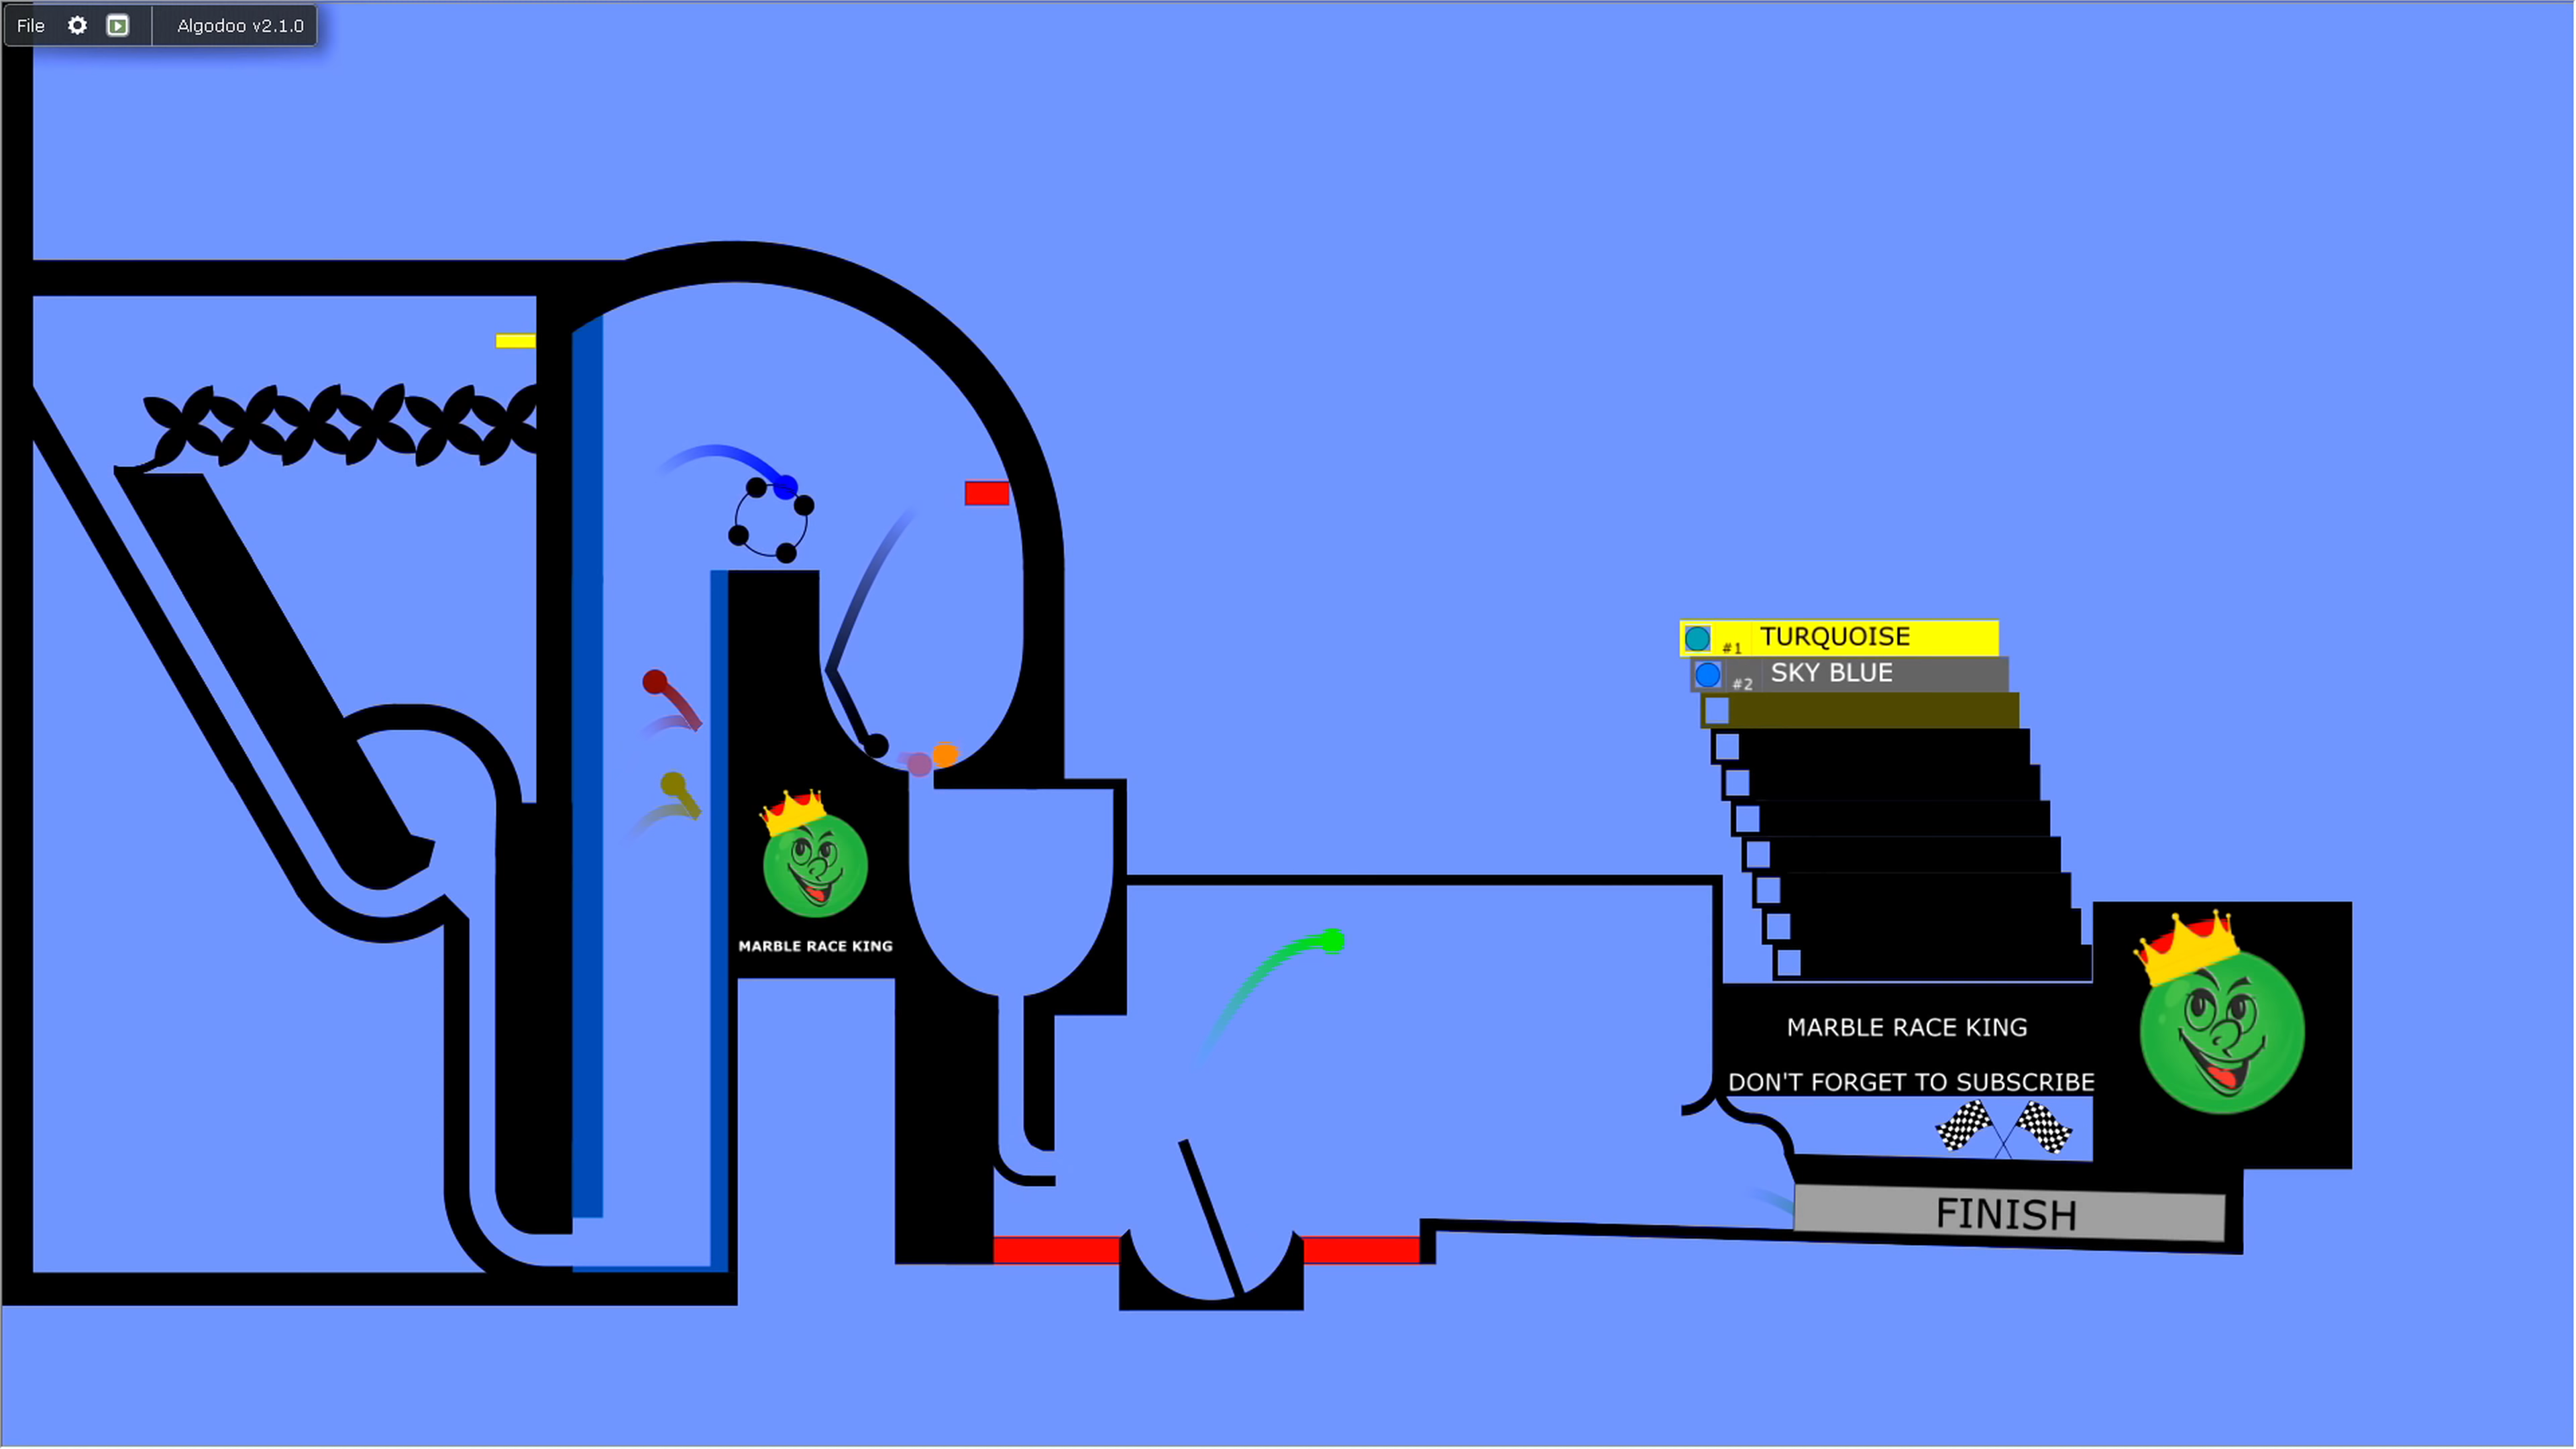 File Algodoo v2.1.0
#1 TURQUOISE
#2 SKY BLUE
MARBLE RACE KING
MARBLE RACE KING
DON'T FORGET TO SUBSCRIBE
FINISH